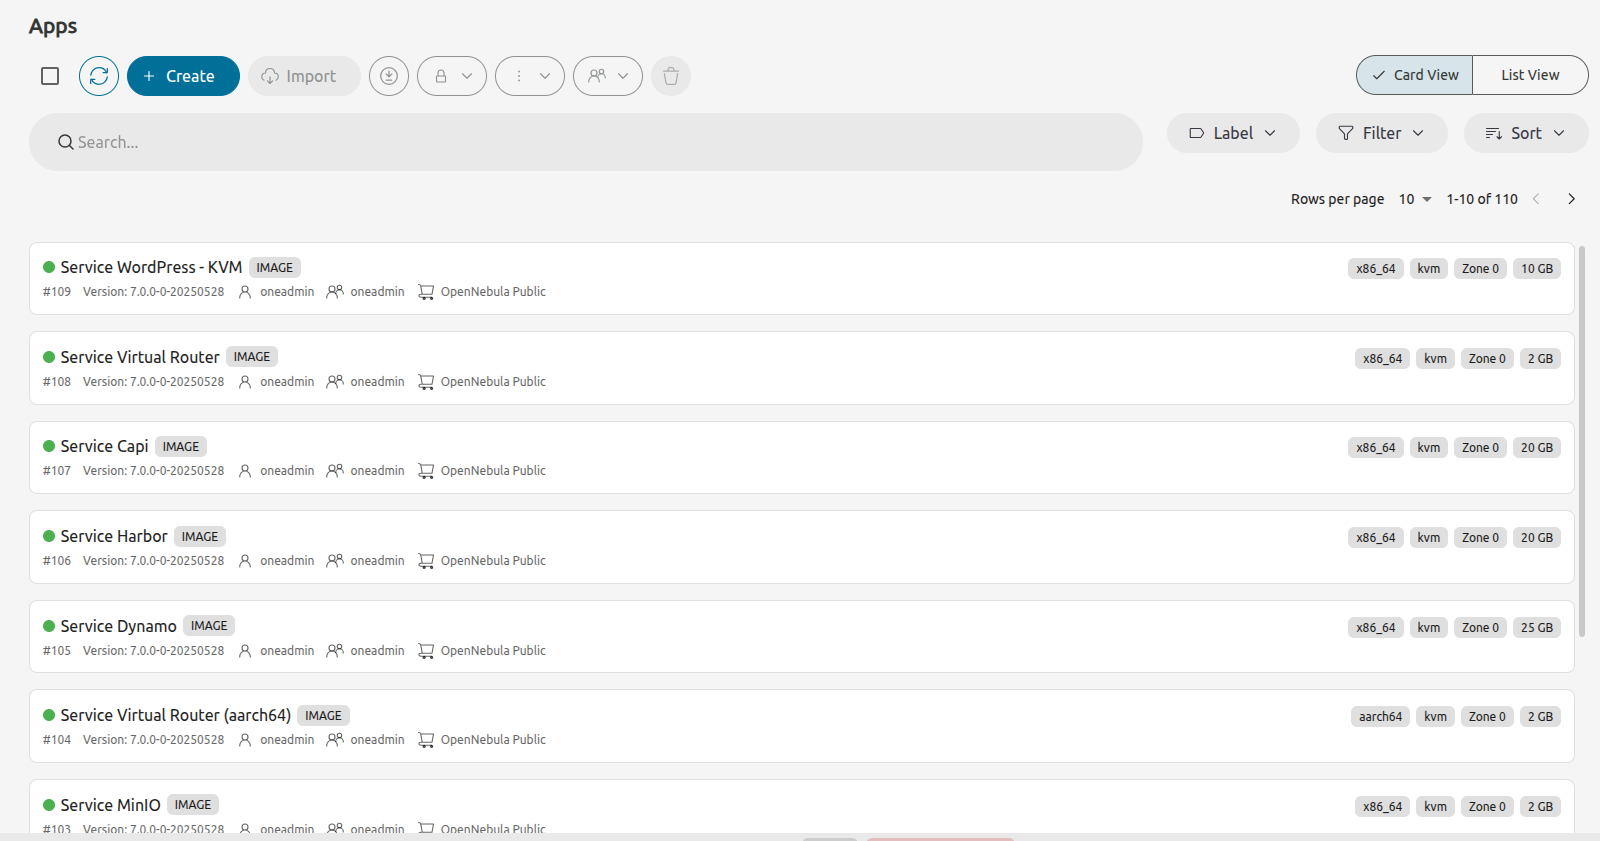 Apps
Create Import Card View List View
Search... Label Filter Sort
Rows per page 10 1-10 of 110
Service WordPress - KVM IMAGE x86_64 kvm Zone 0 10 GB
#109 Version: 7.0.0-0-20250528 oneadmin oneadmin OpenNebula Public
Service Virtual Router IMAGE x86_64 kvm Zone 0 2 GB
#108 Version: 7.0.0-0-20250528 oneadmin oneadmin OpenNebula Public
Service Capi IMAGE x86_64 kvm Zone 0 20 GB
#107 Version: 7.0.0-0-20250528 oneadmin oneadmin OpenNebula Public
Service Harbor IMAGE x86_64 kvm Zone 0 20 GB
#106 Version: 7.0.0-0-20250528 oneadmin oneadmin OpenNebula Public
Service Dynamo IMAGE x86_64 kvm Zone 0 25 GB
#105 Version: 7.0.0-0-20250528 oneadmin oneadmin OpenNebula Public
Service Virtual Router (aarch64) IMAGE aarch64 kvm Zone 0 2 GB
#104 Version: 7.0.0-0-20250528 oneadmin oneadmin OpenNebula Public
Service MinIO IMAGE x86_64 kvm Zone 0 2 GB
#103 Version: 7.0.0-0-20250528 oneadmin oneadmin OpenNebula Public